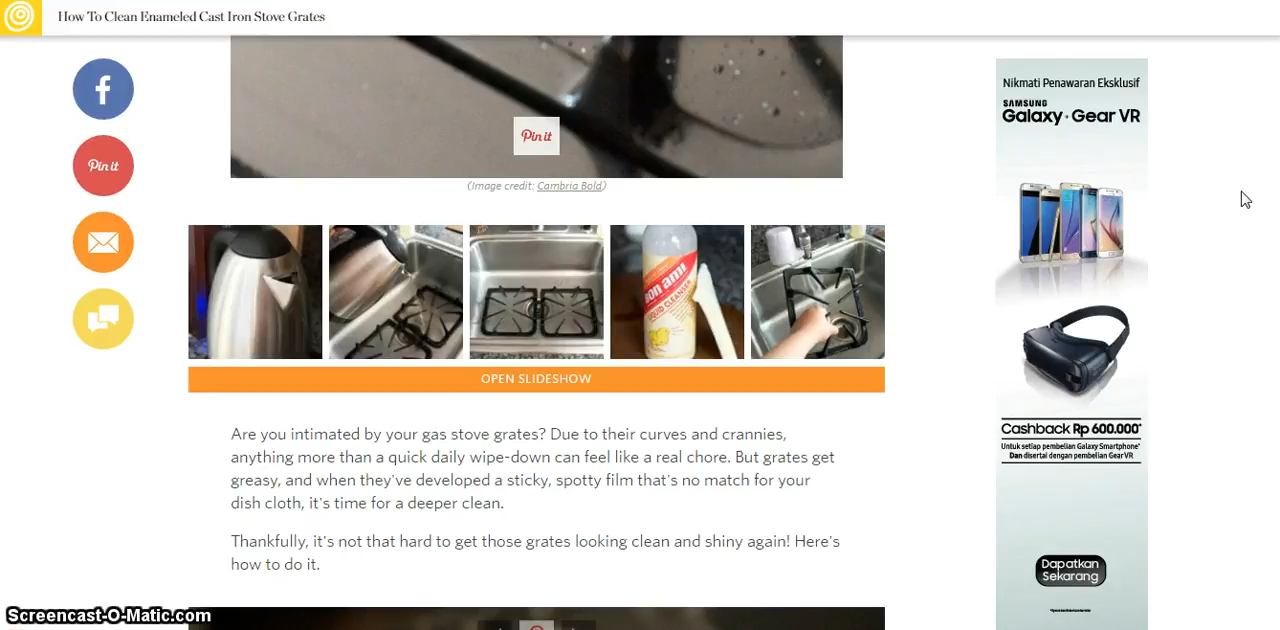 How To Clean Enameled Cast Iron Stove Grates
f
Pin it
Pin it
(Image credit: Cambria Bold)
bon ami
LIQUID CLEANSER
OPEN SLIDESHOW
Are you intimated by your gas stove grates? Due to their curves and crannies,
anything more than a quick daily wipe-down can feel like a real chore. But grates get
greasy, and when they've developed a sticky, spotty film that's no match for your
dish cloth, it's time for a deeper clean.
Thankfully, it's not that hard to get those grates looking clean and shiny again! Here's
how to do it.
Nikmati Penawaran Eksklusif
SAMSUNG
Galaxy · Gear VR
Cashback Rp 600.000*
Untuk setiap pembelian Galaxy Smartphone*
Dan disertai dengan pembelian Gear VR
Dapatkan
Sekarang
Screencast-O-Matic.com